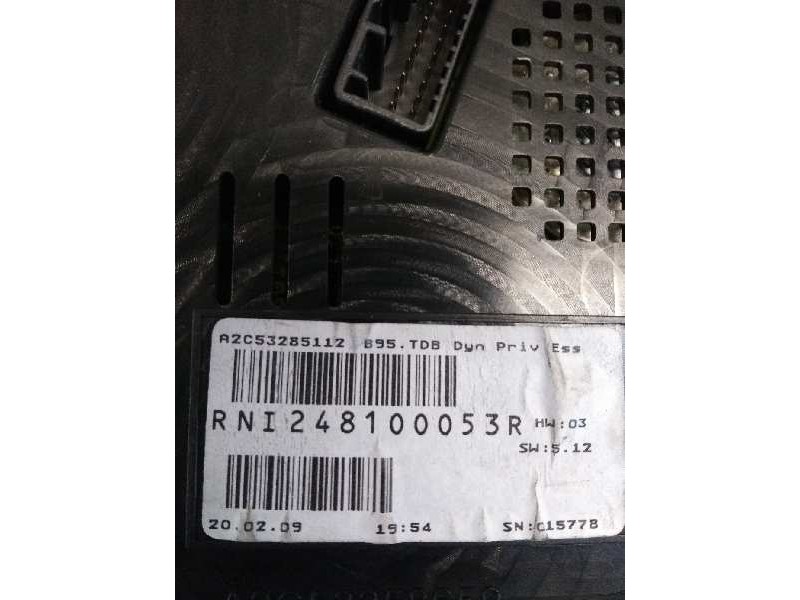 A2C53285112 B95.TDB Dyn Priv Ess
RNI248100053R HW:03
SW:5.12
20.02.09 19:54 SN:C15778